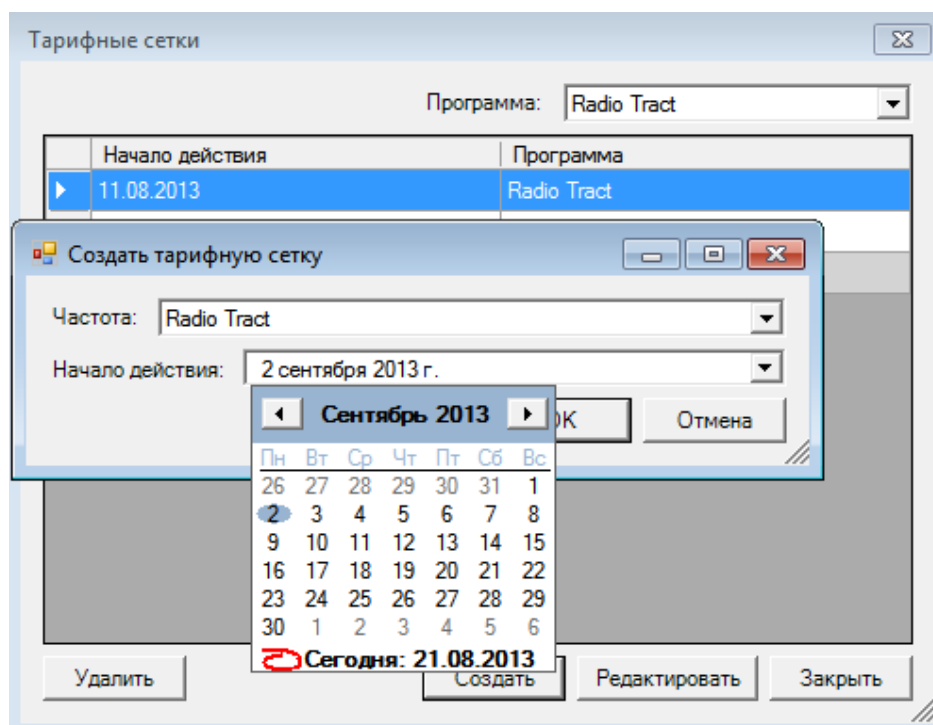 Тарифные сетки
Программа: Radio Tract
Начало действия Программа
11.08.2013 Radio Tract
Создать тарифную сетку
Частота: Radio Tract
Начало действия: 2 сентября 2013 г.
Сентябрь 2013
Пн Вт Ср Чт Пт Сб Вс
26 27 28 29 30 31 1
2 3 4 5 6 7 8
9 10 11 12 13 14 15
16 17 18 19 20 21 22
23 24 25 26 27 28 29
30 1 2 3 4 5 6
Сегодня: 21.08.2013
Отмена
Удалить Создать Редактировать Закрыть